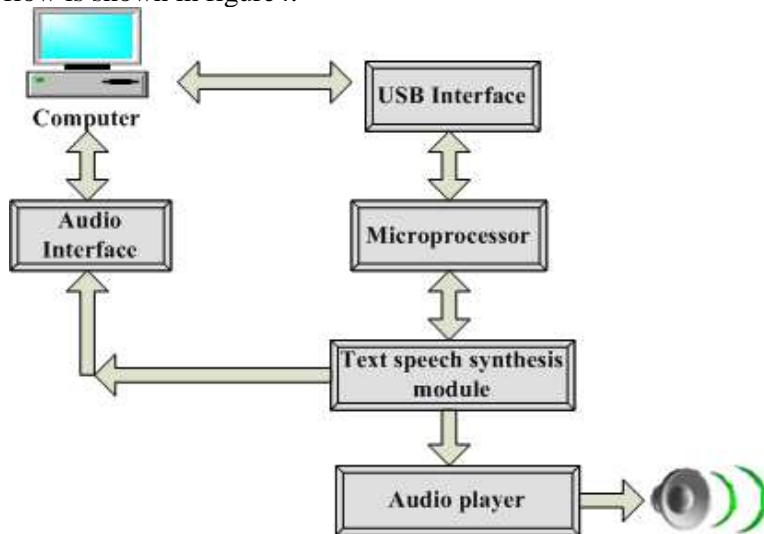 Computer
USB Interface
Audio
Interface
Microprocessor
Text speech synthesis
module
Audio player